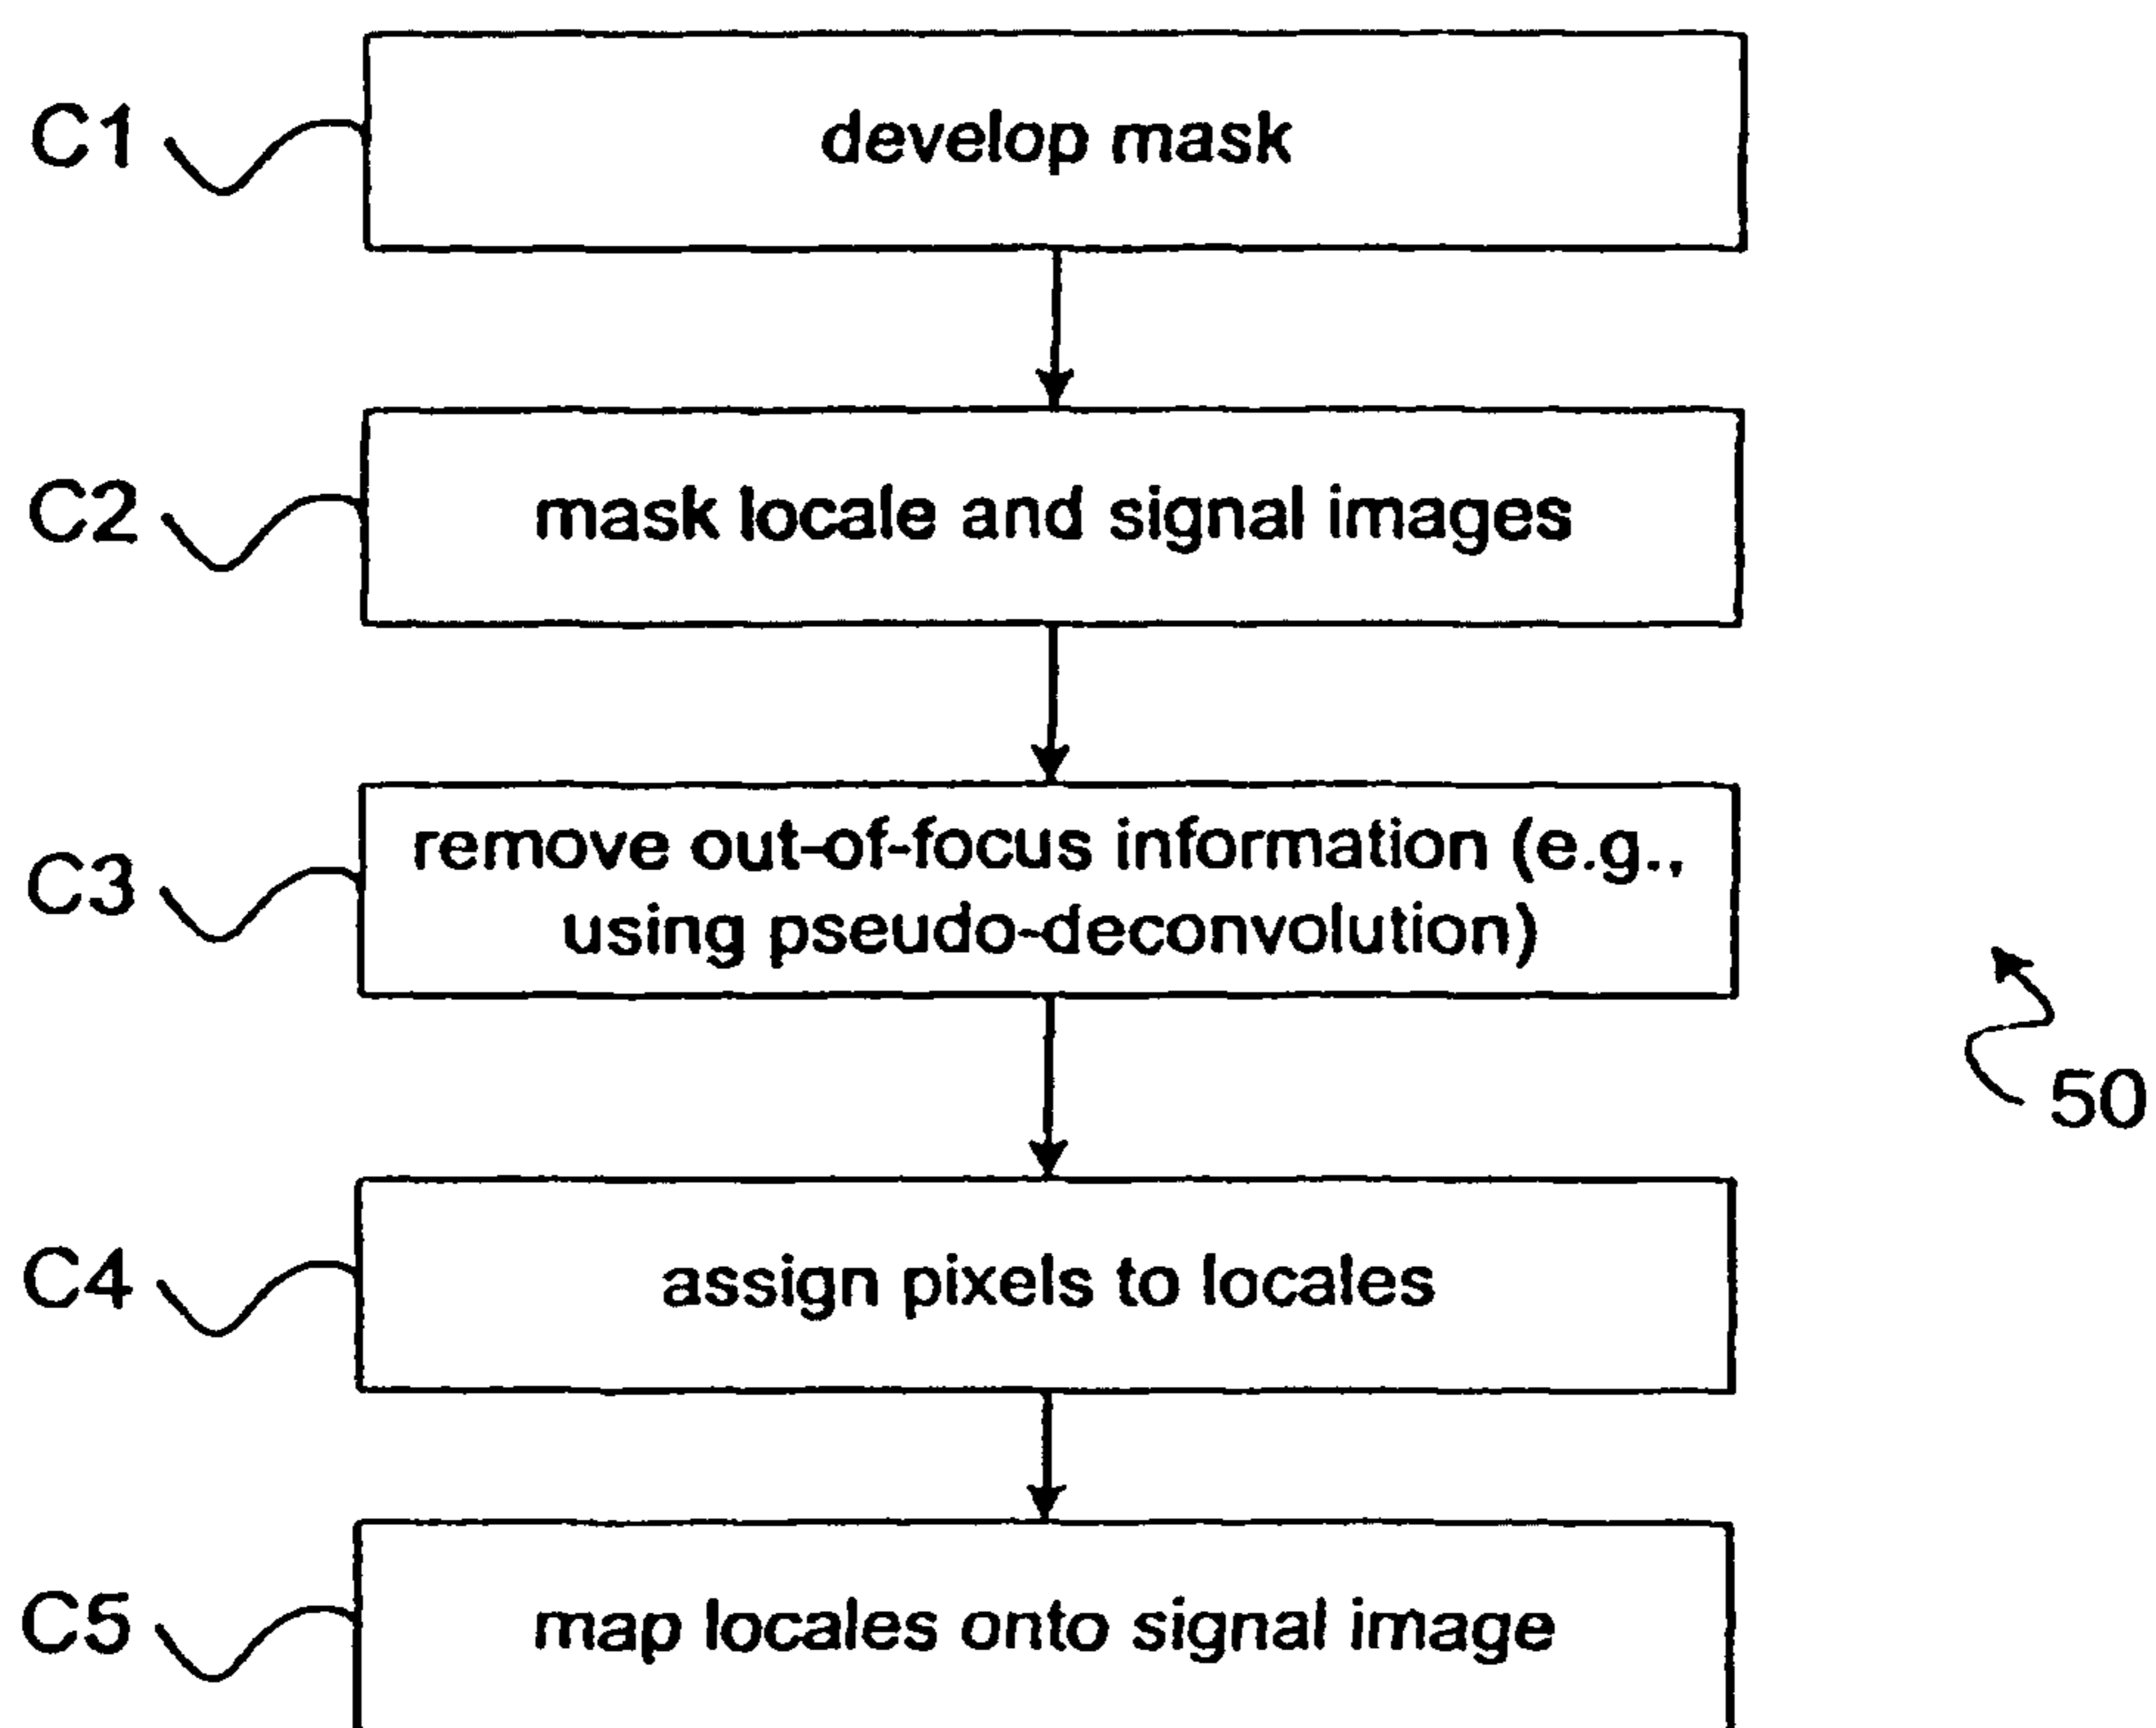 C1
develop mask
C2
mask locale and signal images
C3
remove out-of-focus information (e.g.,
using pseudo-deconvolution)
50
C4
assign pixels to locales
C5
map locales onto signal image